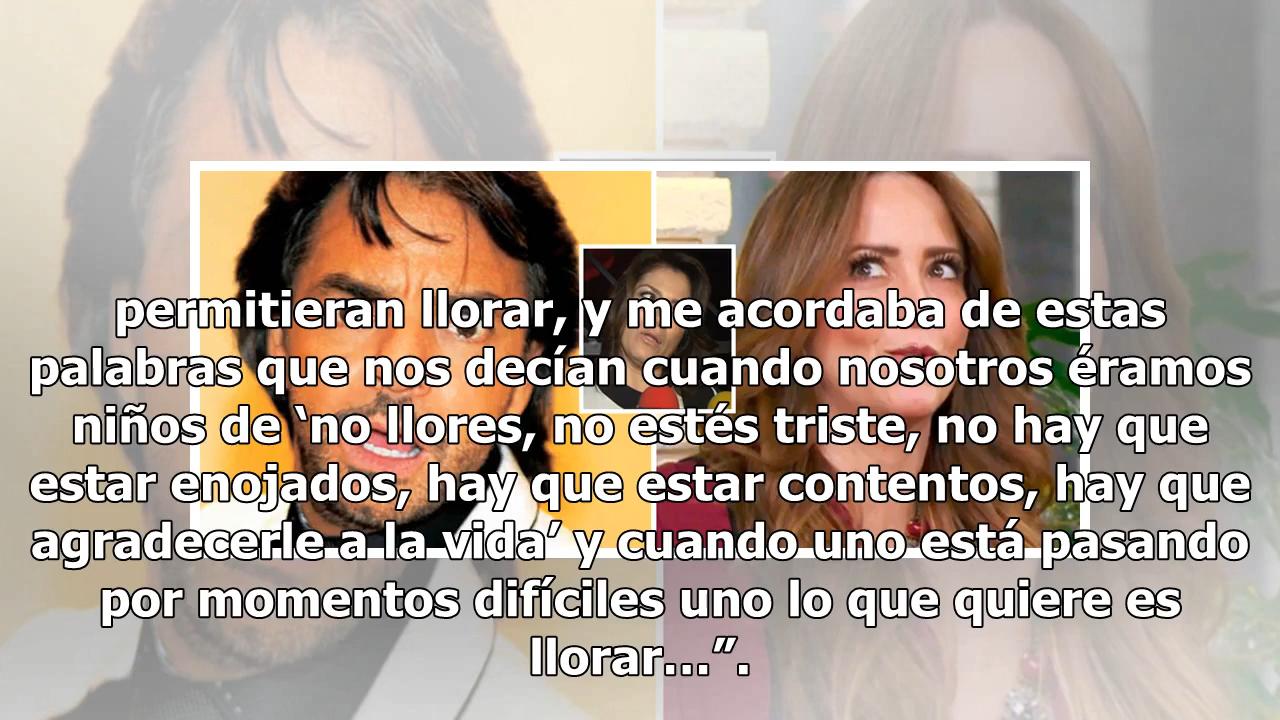 permitieran llorar, y me acordaba de estas
palabras que nos decían cuando nosotros éramos
niños de ‘no llores, no estés triste, no hay que
estar enojados, hay que estar contentos, hay que
agradecerle a la vida’ y cuando uno está pasando
por momentos difíciles uno lo que quiere es
llorar...”.